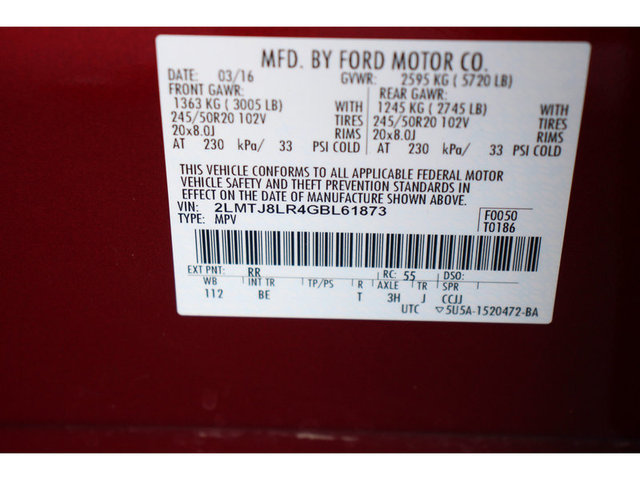 MFD. BY FORD MOTOR CO.
DATE: 03/16 GVWR: 2595 KG ( 5720 LB)
FRONT GAWR: REAR GAWR:
1363 KG ( 3005 LB) WITH 1245 KG ( 2745 LB) WITH
245/50R20 102V TIRES 245/50R20 102V TIRES
20x8.0J RIMS 20x8.0J RIMS
AT 230 kPa/ 33 PSI COLD AT 230 kPa/ 33 PSI COLD
THIS VEHICLE CONFORMS TO ALL APPLICABLE FEDERAL MOTOR
VEHICLE SAFETY AND THEFT PREVENTION STANDARDS IN
EFFECT ON THE DATE OF MANUFACTURE SHOWN ABOVE.
VIN: 2LMTJ8LR4GBL61873 F0050
TYPE: MPV T0186
EXT PNT: RR RC: 55 DSO:
WB INT TR TP/PS R AXLE TR SPR
112 BE T 3H J CCJJ
UTC ▽5U5A-1520472-BA